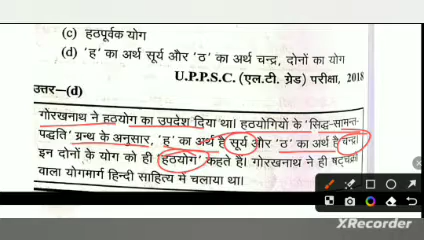 (c) हठपूर्वक योग
(d) 'ह' का अर्थ सूर्य और 'ठ' का अर्थ चन्द्र, दोनों का योग
U.P.P.S.C. (एल.टी. ग्रेड) परीक्षा, 2018
उत्तर–(d)
गोरखनाथ ने हठयोग का उपदेश दिया था। हठयोगियों के 'सिद्ध-सामन्त-
पद्धति' ग्रन्थ के अनुसार, 'ह' का अर्थ है सूर्य और 'ठ' का अर्थ है चन्द्र।
इन दोनों के योग को ही 'हठयोग' कहते हैं। गोरखनाथ ने ही षट्चक्रों
वाला योगमार्ग हिन्दी साहित्य में चलाया था।
XRecorder